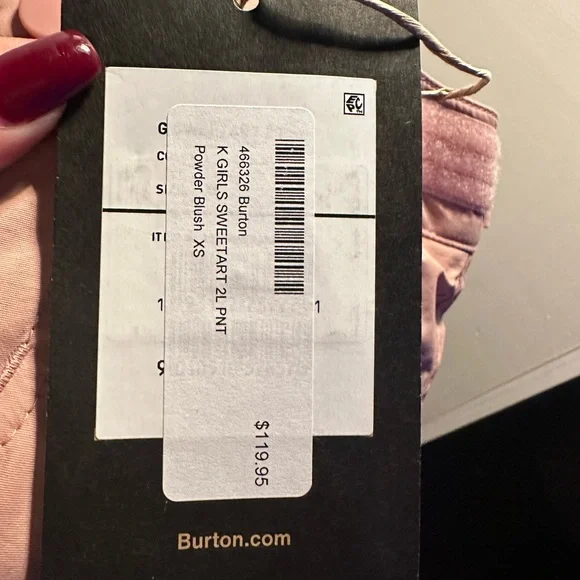 466326 Burton
K GIRLS SWEETART 2L PNT
Powder Blush XS
$119.95
Burton.com